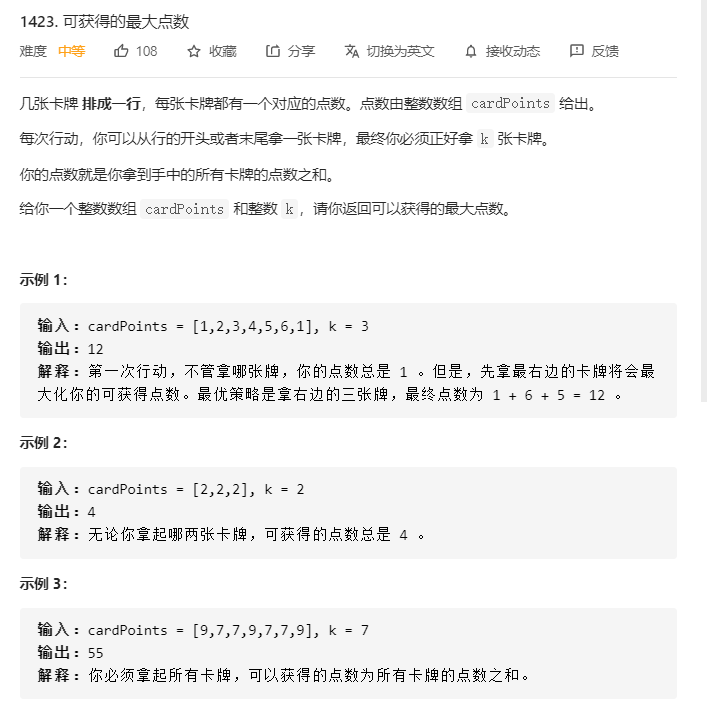 1423. 可获得的最大点数
难度 中等 108 收藏 分享 切换为英文 接收动态 反馈
几张卡牌 排成一行，每张卡牌都有一个对应的点数。点数由整数数组 cardPoints 给出。
每次行动，你可以从行的开头或者末尾拿一张卡牌，最终你必须正好拿 k 张卡牌。
你的点数就是你拿到手中的所有卡牌的点数之和。
给你一个整数数组 cardPoints 和整数 k，请你返回可以获得的最大点数。
示例 1：
输入：cardPoints = [1,2,3,4,5,6,1], k = 3
输出：12
解释：第一次行动，不管拿哪张牌，你的点数总是 1 。但是，先拿最右边的卡牌将会最
大化你的可获得点数。最优策略是拿右边的三张牌，最终点数为 1 + 6 + 5 = 12 。
示例 2：
输入：cardPoints = [2,2,2], k = 2
输出：4
解释：无论你拿起哪两张卡牌，可获得的点数总是 4 。
示例 3：
输入：cardPoints = [9,7,7,9,7,7,9], k = 7
输出：55
解释：你必须拿起所有卡牌，可以获得的点数为所有卡牌的点数之和。